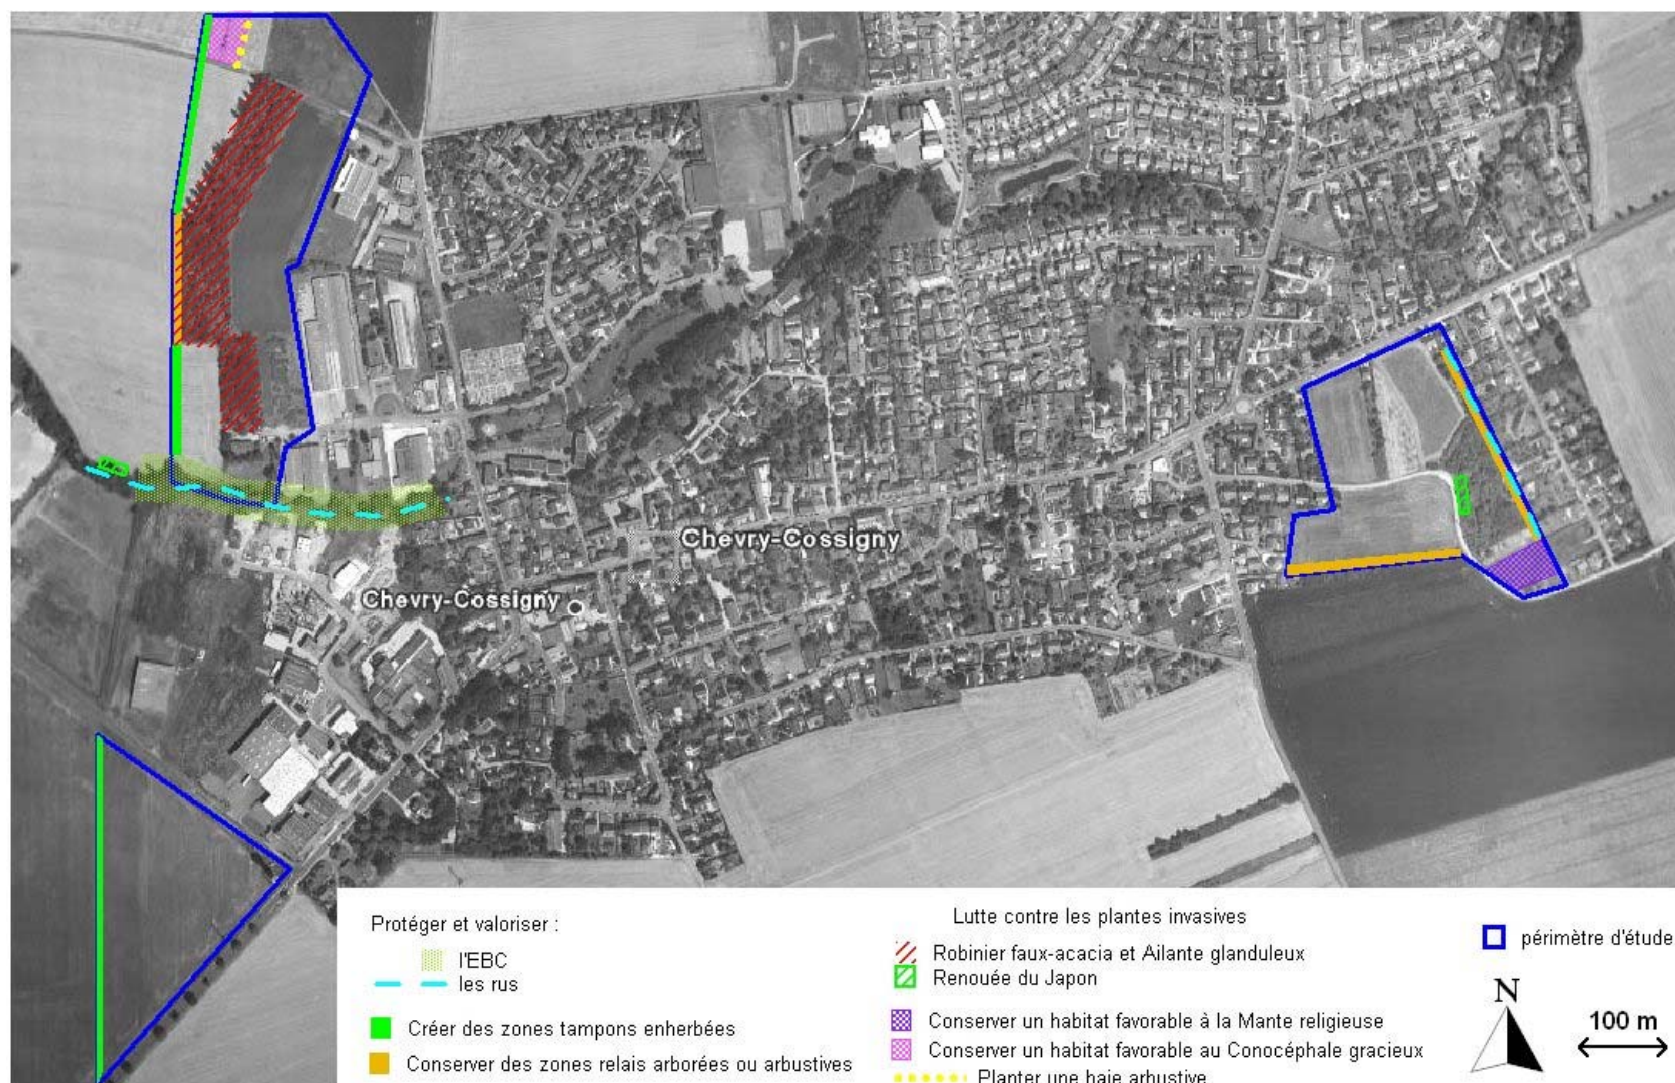 Chevry-Cossigny
Chevry-Cossigny
Protéger et valoriser :
l'EBC
les rus
Créer des zones tampons enherbées
Conserver des zones relais arborées ou arbustives
Lutte contre les plantes invasives
Robinier faux-acacia et Ailante glanduleux
Renouée du Japon
Conserver un habitat favorable à la Mante religieuse
Conserver un habitat favorable au Conocéphale gracieux
Planter une haie arbustive
périmètre d'étude
N
100 m